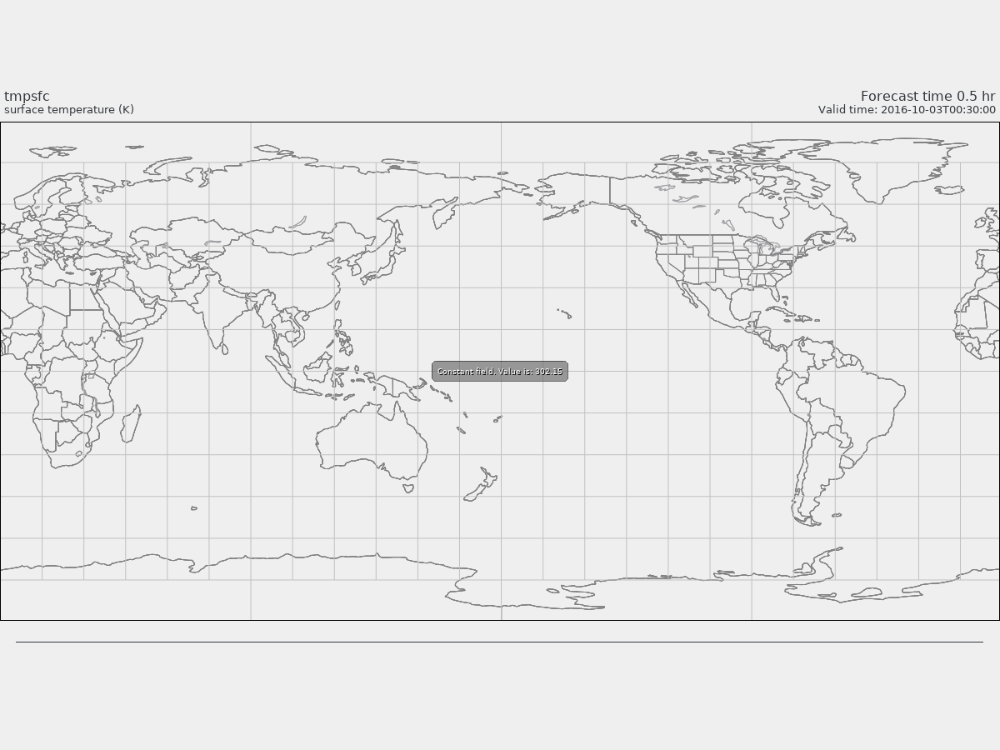 tmpsfc
surface temperature (K)
Forecast time 0.5 hr
Valid time: 2016-10-03T00:30:00
Constant field. Value is: 302.15